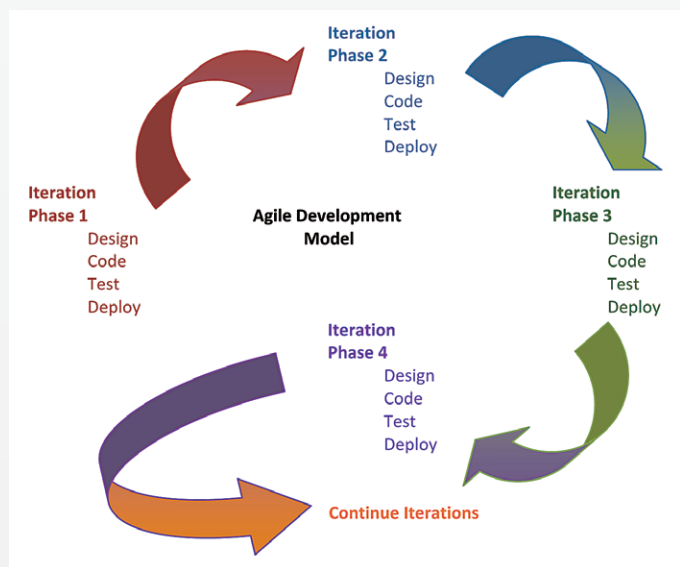 Iteration
Phase 1
Design
Code
Test
Deploy
Iteration
Phase 2
Design
Code
Test
Deploy
Agile Development
Model
Iteration
Phase 3
Design
Code
Test
Deploy
Iteration
Phase 4
Design
Code
Test
Deploy
Continue Iterations